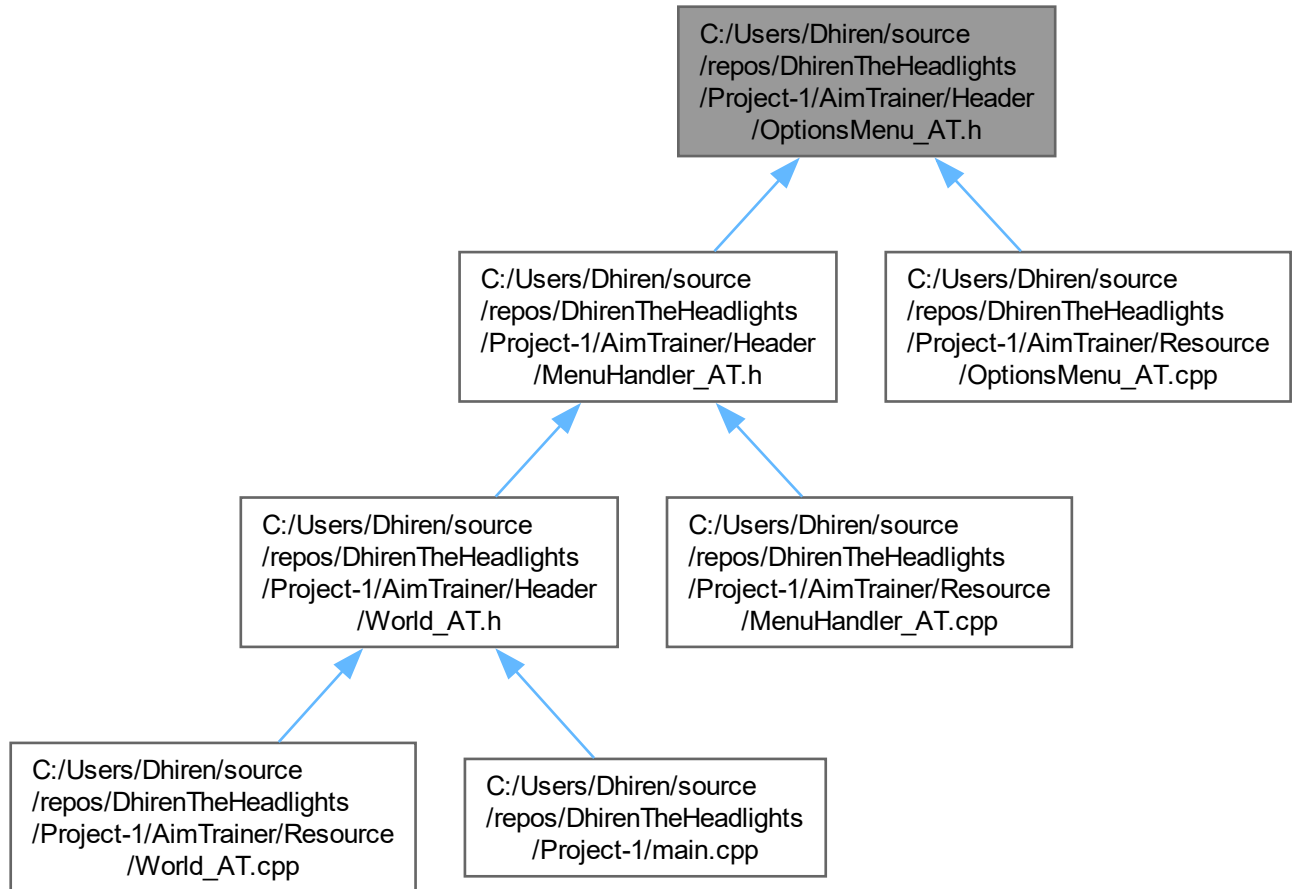 C:/Users/Dhiren/source
/repos/DhirenTheHeadlights
/Project-1/AimTrainer/Header
/OptionsMenu_AT.h
C:/Users/Dhiren/source
/repos/DhirenTheHeadlights
/Project-1/AimTrainer/Header
/MenuHandler_AT.h
C:/Users/Dhiren/source
/repos/DhirenTheHeadlights
/Project-1/AimTrainer/Resource
/OptionsMenu_AT.cpp
C:/Users/Dhiren/source
/repos/DhirenTheHeadlights
/Project-1/AimTrainer/Header
/World_AT.h
C:/Users/Dhiren/source
/repos/DhirenTheHeadlights
/Project-1/AimTrainer/Resource
/MenuHandler_AT.cpp
C:/Users/Dhiren/source
/repos/DhirenTheHeadlights
/Project-1/AimTrainer/Resource
/World_AT.cpp
C:/Users/Dhiren/source
/repos/DhirenTheHeadlights
/Project-1/main.cpp